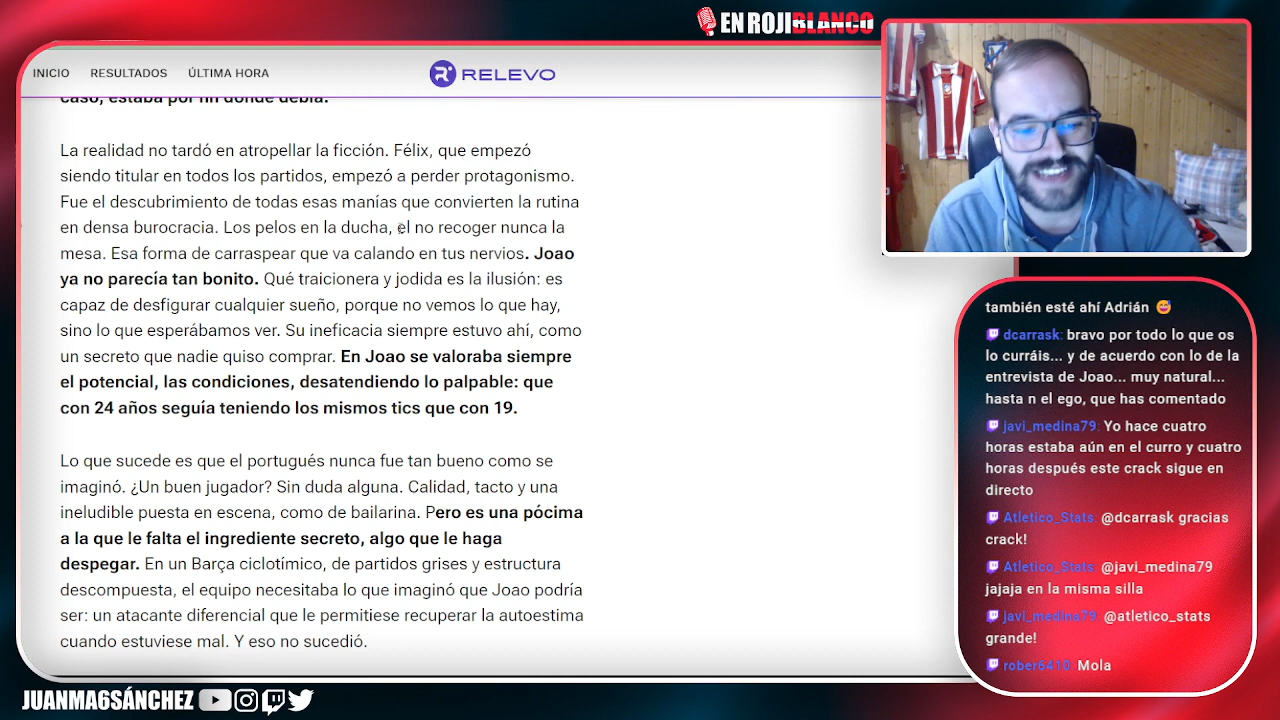 EN ROJIBLANCO
INICIO
RESULTADOS
ÚLTIMA HORA
RELEVO
caso, estaba por fin donde debía.
La realidad no tardó en atropellar la ficción. Félix, que empezó
siendo titular en todos los partidos, empezó a perder protagonismo.
Fue el descubrimiento de todas esas manías que convierten la rutina
en densa burocracia. Los pelos en la ducha, el no recoger nunca la
mesa. Esa forma de carraspear que va calando en tus nervios. Joao
ya no parecía tan bonito. Qué traicionera y jodida es la ilusión: es
capaz de desfigurar cualquier sueño, porque no vemos lo que hay,
sino lo que esperábamos ver. Su ineficacia siempre estuvo ahí, como
un secreto que nadie quiso comprar. En Joao se valoraba siempre
el potencial, las condiciones, desatendiendo lo palpable: que
con 24 años seguía teniendo los mismos tics que con 19.
Lo que sucede es que el portugués nunca fue tan bueno como se
imaginó. ¿Un buen jugador? Sin duda alguna. Calidad, tacto y una
ineludible puesta en escena, como de bailarina. Pero es una pócima
a la que le falta el ingrediente secreto, algo que le haga
despegar. En un Barça ciclotímico, de partidos grises y estructura
descompuesta, el equipo necesitaba lo que imaginó que Joao podría
ser: un atacante diferencial que le permitiese recuperar la autoestima
cuando estuviese mal. Y eso no sucedió.
también esté ahí Adrián 😅
dcarrask: bravo por todo lo que os
lo curráis... y de acuerdo con lo de la
entrevista de Joao... muy natural...
hasta n el ego, que has comentado
javi_medina79: Yo hace cuatro
horas estaba aún en el curro y cuatro
horas después este crack sigue en
directo
Atletico_Stats: @dcarrask gracias
crack!
Atletico_Stats: @javi_medina79
jajaja en la misma silla
javi_medina79: @atletico_stats
grande!
rober6410: Mola
JUANMA6SÁNCHEZ